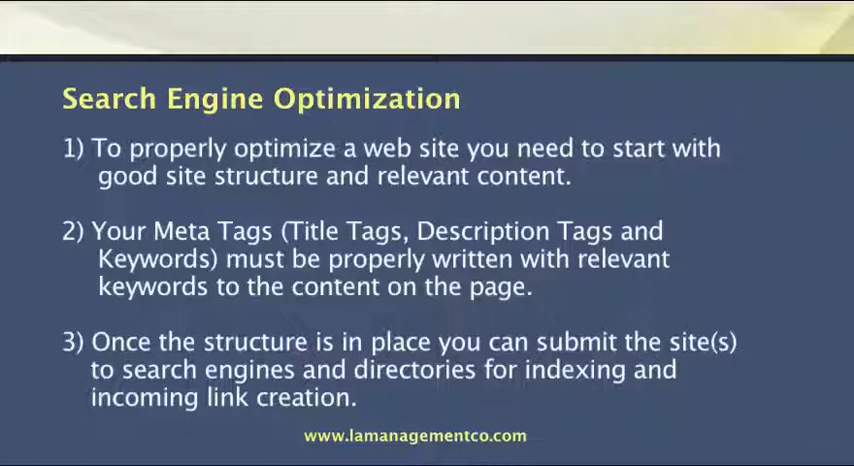 Search Engine Optimization
1) To properly optimize a web site you need to start with
good site structure and relevant content.
2) Your Meta Tags (Title Tags, Description Tags and
Keywords) must be properly written with relevant
keywords to the content on the page.
3) Once the structure is in place you can submit the site(s)
to search engines and directories for indexing and
incoming link creation.
www.lamanagementco.com